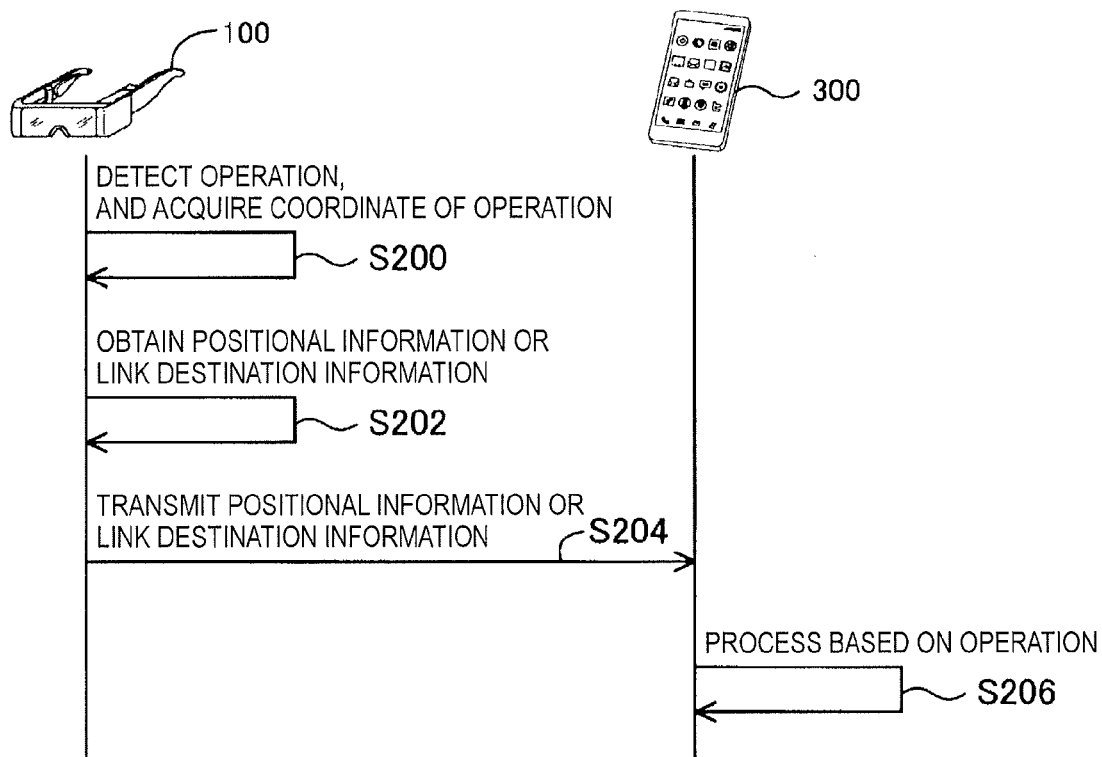 100
300
DETECT OPERATION,
AND ACQUIRE COORDINATE OF OPERATION
S200
OBTAIN POSITIONAL INFORMATION OR
LINK DESTINATION INFORMATION
S202
TRANSMIT POSITIONAL INFORMATION OR
LINK DESTINATION INFORMATION
S204
PROCESS BASED ON OPERATION
S206